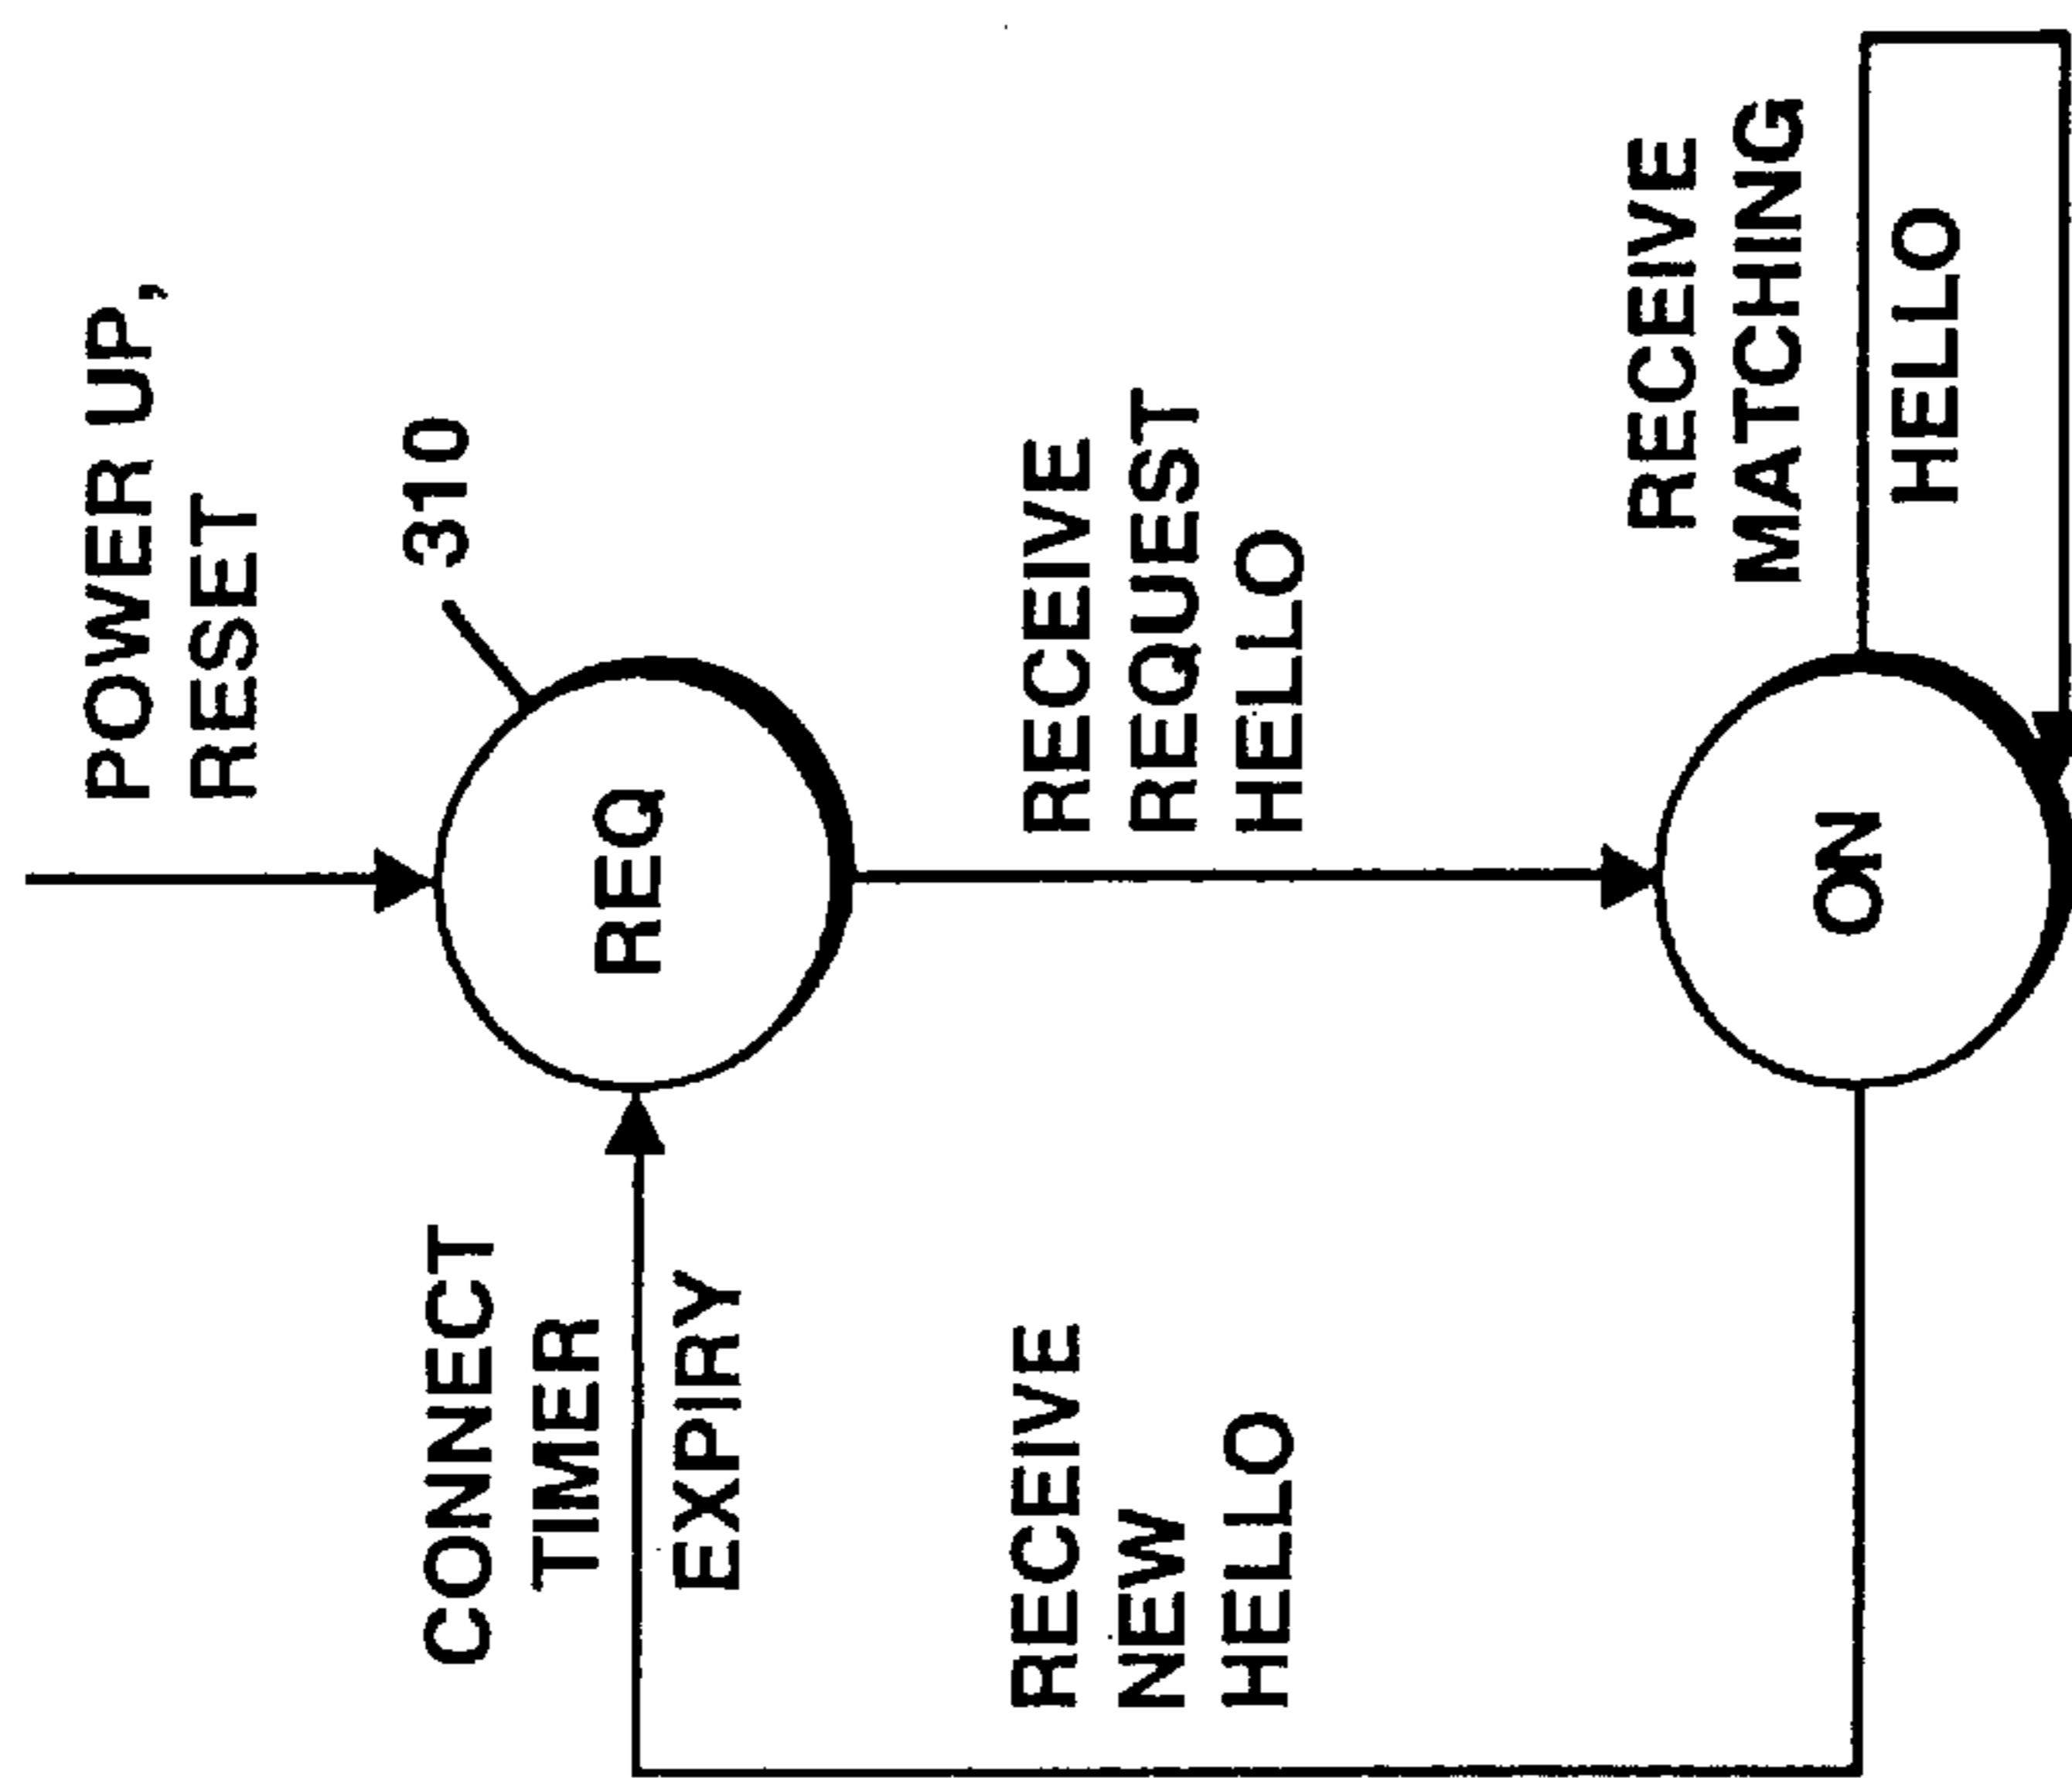 POWER UP,
RESET
310
REQ
CONNECT
TIMER
EXPIRY
RECEIVE
REQUEST
HELLO
RECEIVE
NEW
HELLO
RECEIVE
MATCHING
HELLO
ON